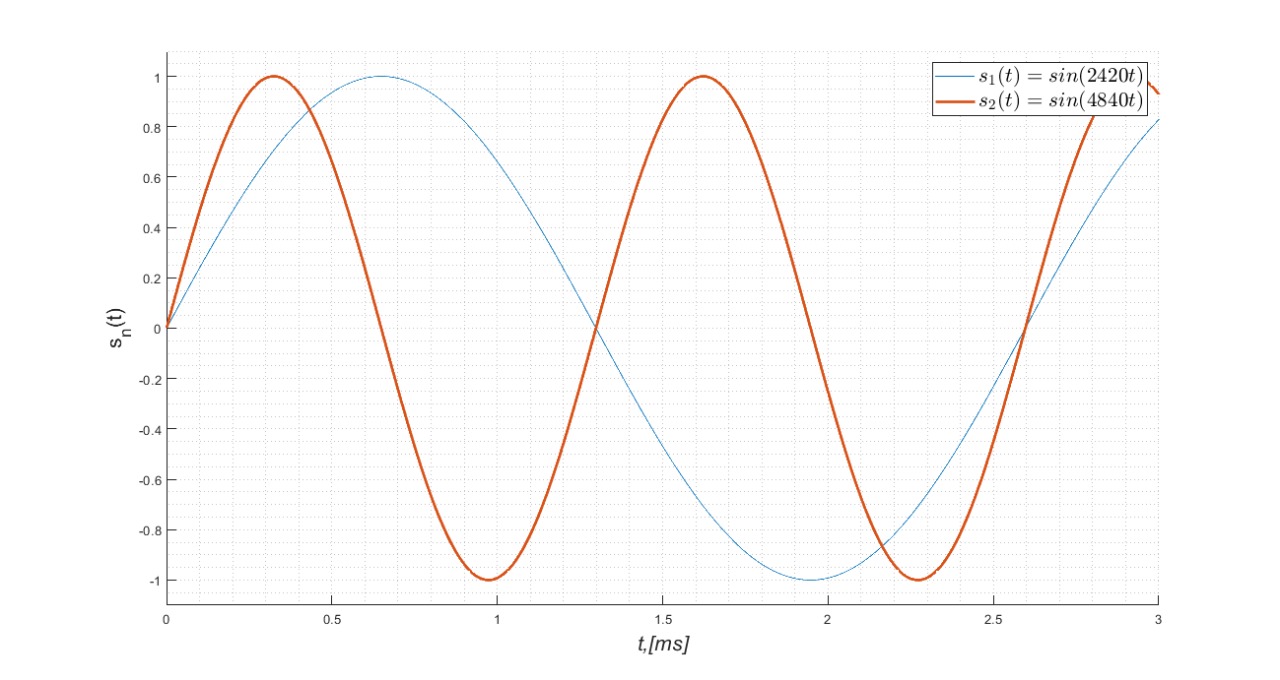 s₁(t) = sin(2420t)
s₂(t) = sin(4840t)
1
0.8
0.6
0.4
0.2
0
-0.2
-0.4
-0.6
-0.8
-1
sₙ(t)
0 0.5 1 1.5 2 2.5 3
t,[ms]